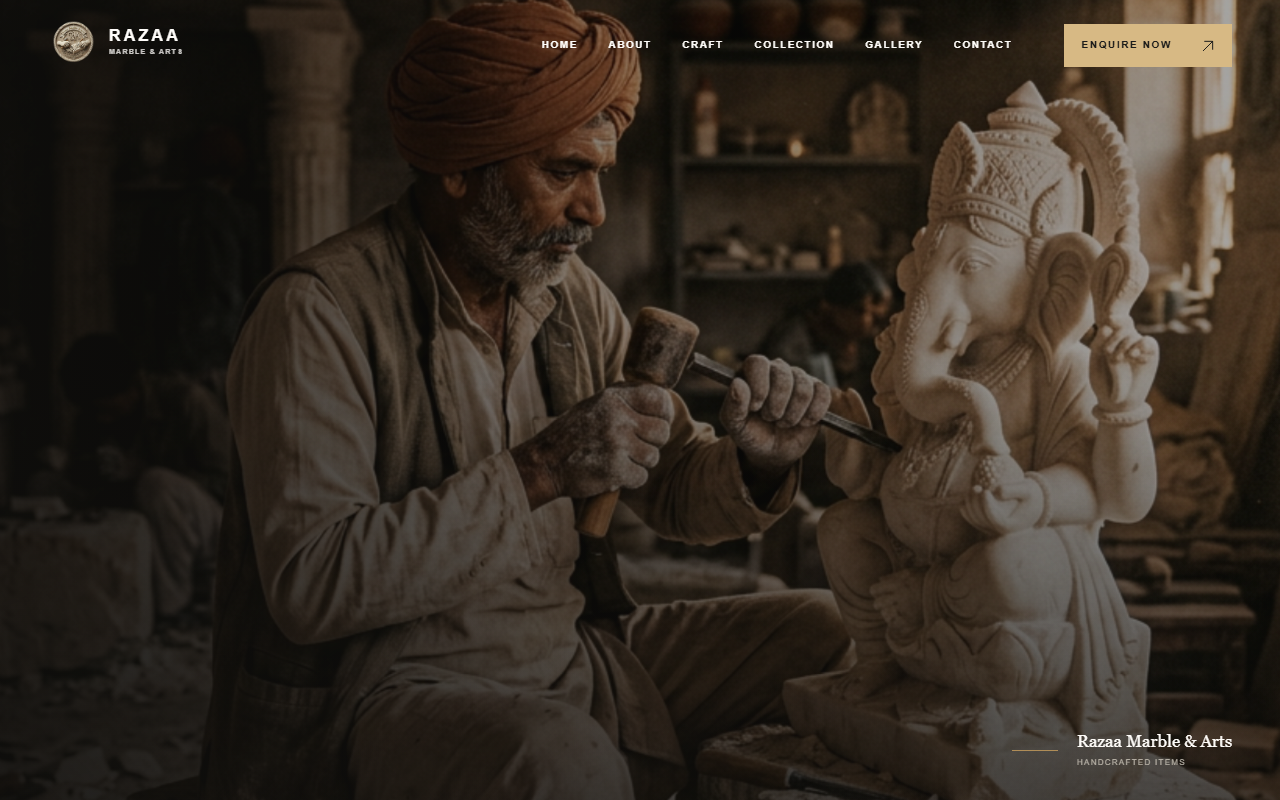 RAZAA
MARBLE & ARTS
HOME
ABOUT
CRAFT
COLLECTION
GALLERY
CONTACT
ENQUIRE NOW
Razaa Marble & Arts
HANDCRAFTED ITEMS